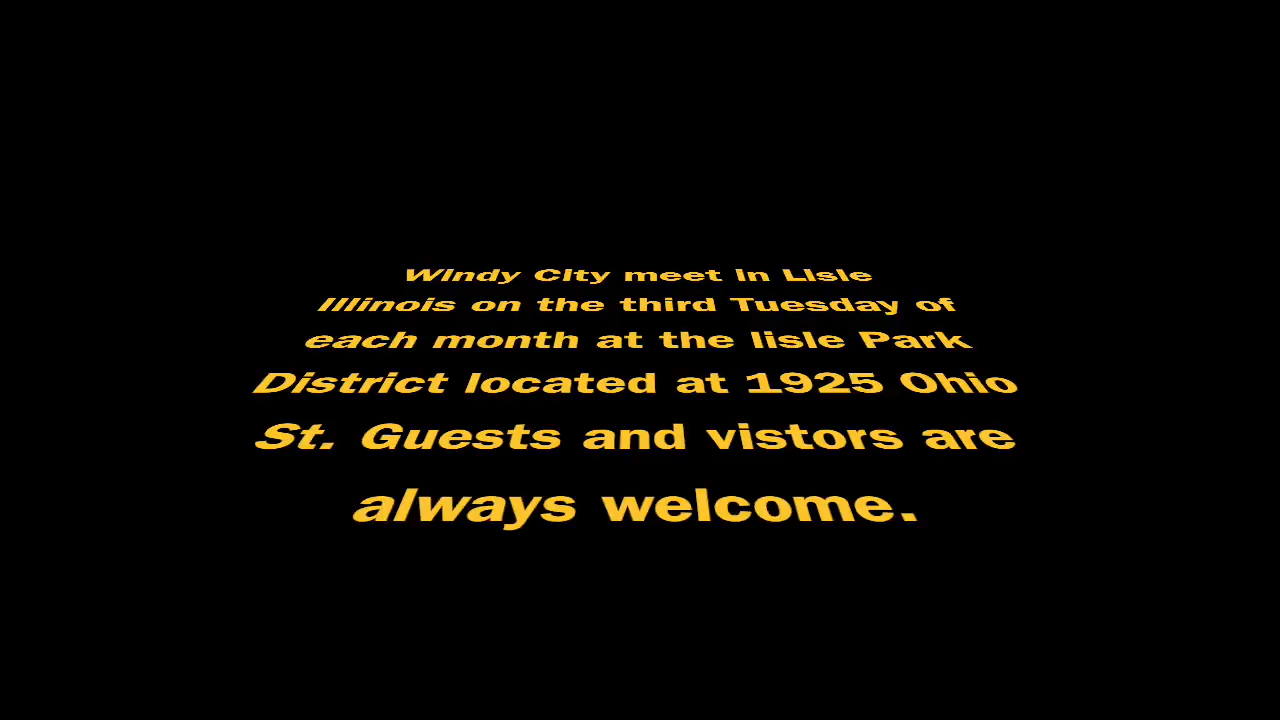 Windy City meet in Lisle
Illinois on the third Tuesday of
each month at the lisle Park
District located at 1925 Ohio
St. Guests and vistors are
always welcome.